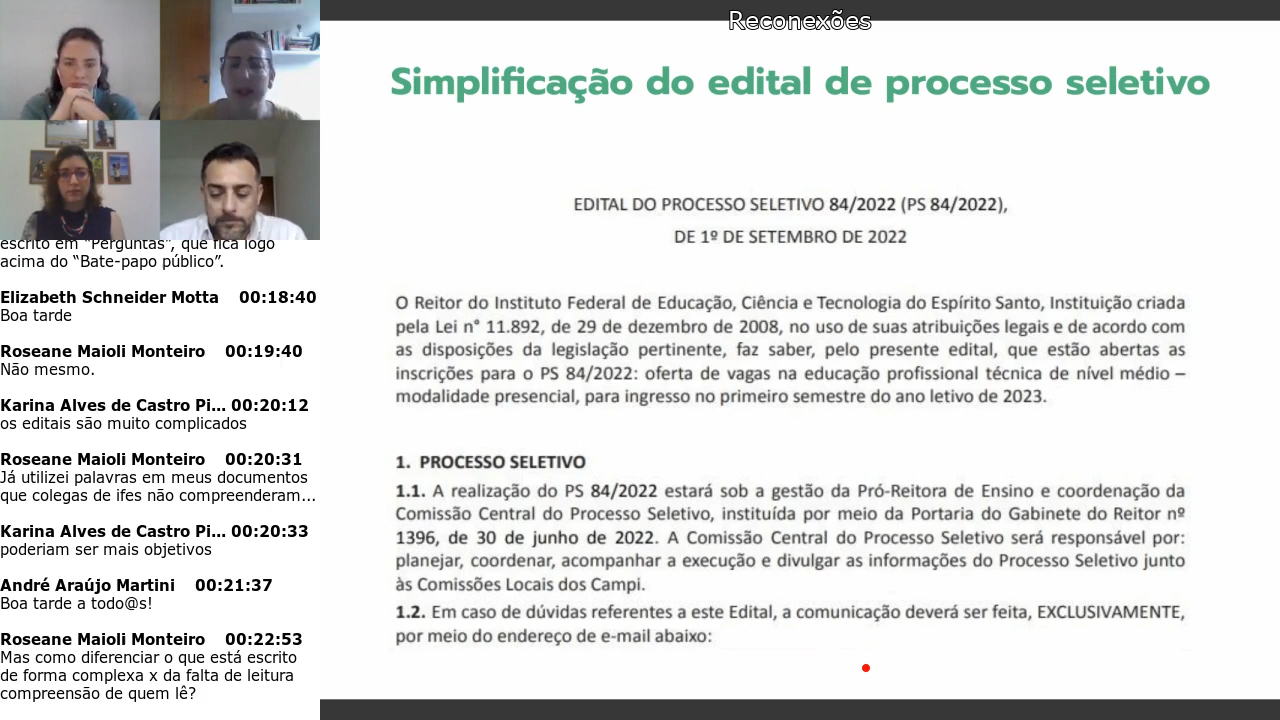 Reconexões
Simplificação do edital de processo seletivo
EDITAL DO PROCESSO SELETIVO 84/2022 (PS 84/2022),
DE 1º DE SETEMBRO DE 2022
O Reitor do Instituto Federal de Educação, Ciência e Tecnologia do Espírito Santo, Instituição criada
pela Lei n° 11.892, de 29 de dezembro de 2008, no uso de suas atribuições legais e de acordo com
as disposições da legislação pertinente, faz saber, pelo presente edital, que estão abertas as
inscrições para o PS 84/2022: oferta de vagas na educação profissional técnica de nível médio –
modalidade presencial, para ingresso no primeiro semestre do ano letivo de 2023.
1. PROCESSO SELETIVO
1.1. A realização do PS 84/2022 estará sob a gestão da Pró-Reitora de Ensino e coordenação da
Comissão Central do Processo Seletivo, instituída por meio da Portaria do Gabinete do Reitor nº
1396, de 30 de junho de 2022. A Comissão Central do Processo Seletivo será responsável por:
planejar, coordenar, acompanhar a execução e divulgar as informações do Processo Seletivo junto
às Comissões Locais dos Campi.
1.2. Em caso de dúvidas referentes a este Edital, a comunicação deverá ser feita, EXCLUSIVAMENTE,
por meio do endereço de e-mail abaixo:
escrito em “Perguntas”, que fica logo
acima do “Bate-papo público”.
Elizabeth Schneider Motta 00:18:40
Boa tarde
Roseane Maioli Monteiro 00:19:40
Não mesmo.
Karina Alves de Castro Pi... 00:20:12
os editais são muito complicados
Roseane Maioli Monteiro 00:20:31
Já utilizei palavras em meus documentos
que colegas de ifes não compreenderam...
Karina Alves de Castro Pi... 00:20:33
poderiam ser mais objetivos
André Araújo Martini 00:21:37
Boa tarde a todo@s!
Roseane Maioli Monteiro 00:22:53
Mas como diferenciar o que está escrito
de forma complexa x da falta de leitura
compreensão de quem lê?